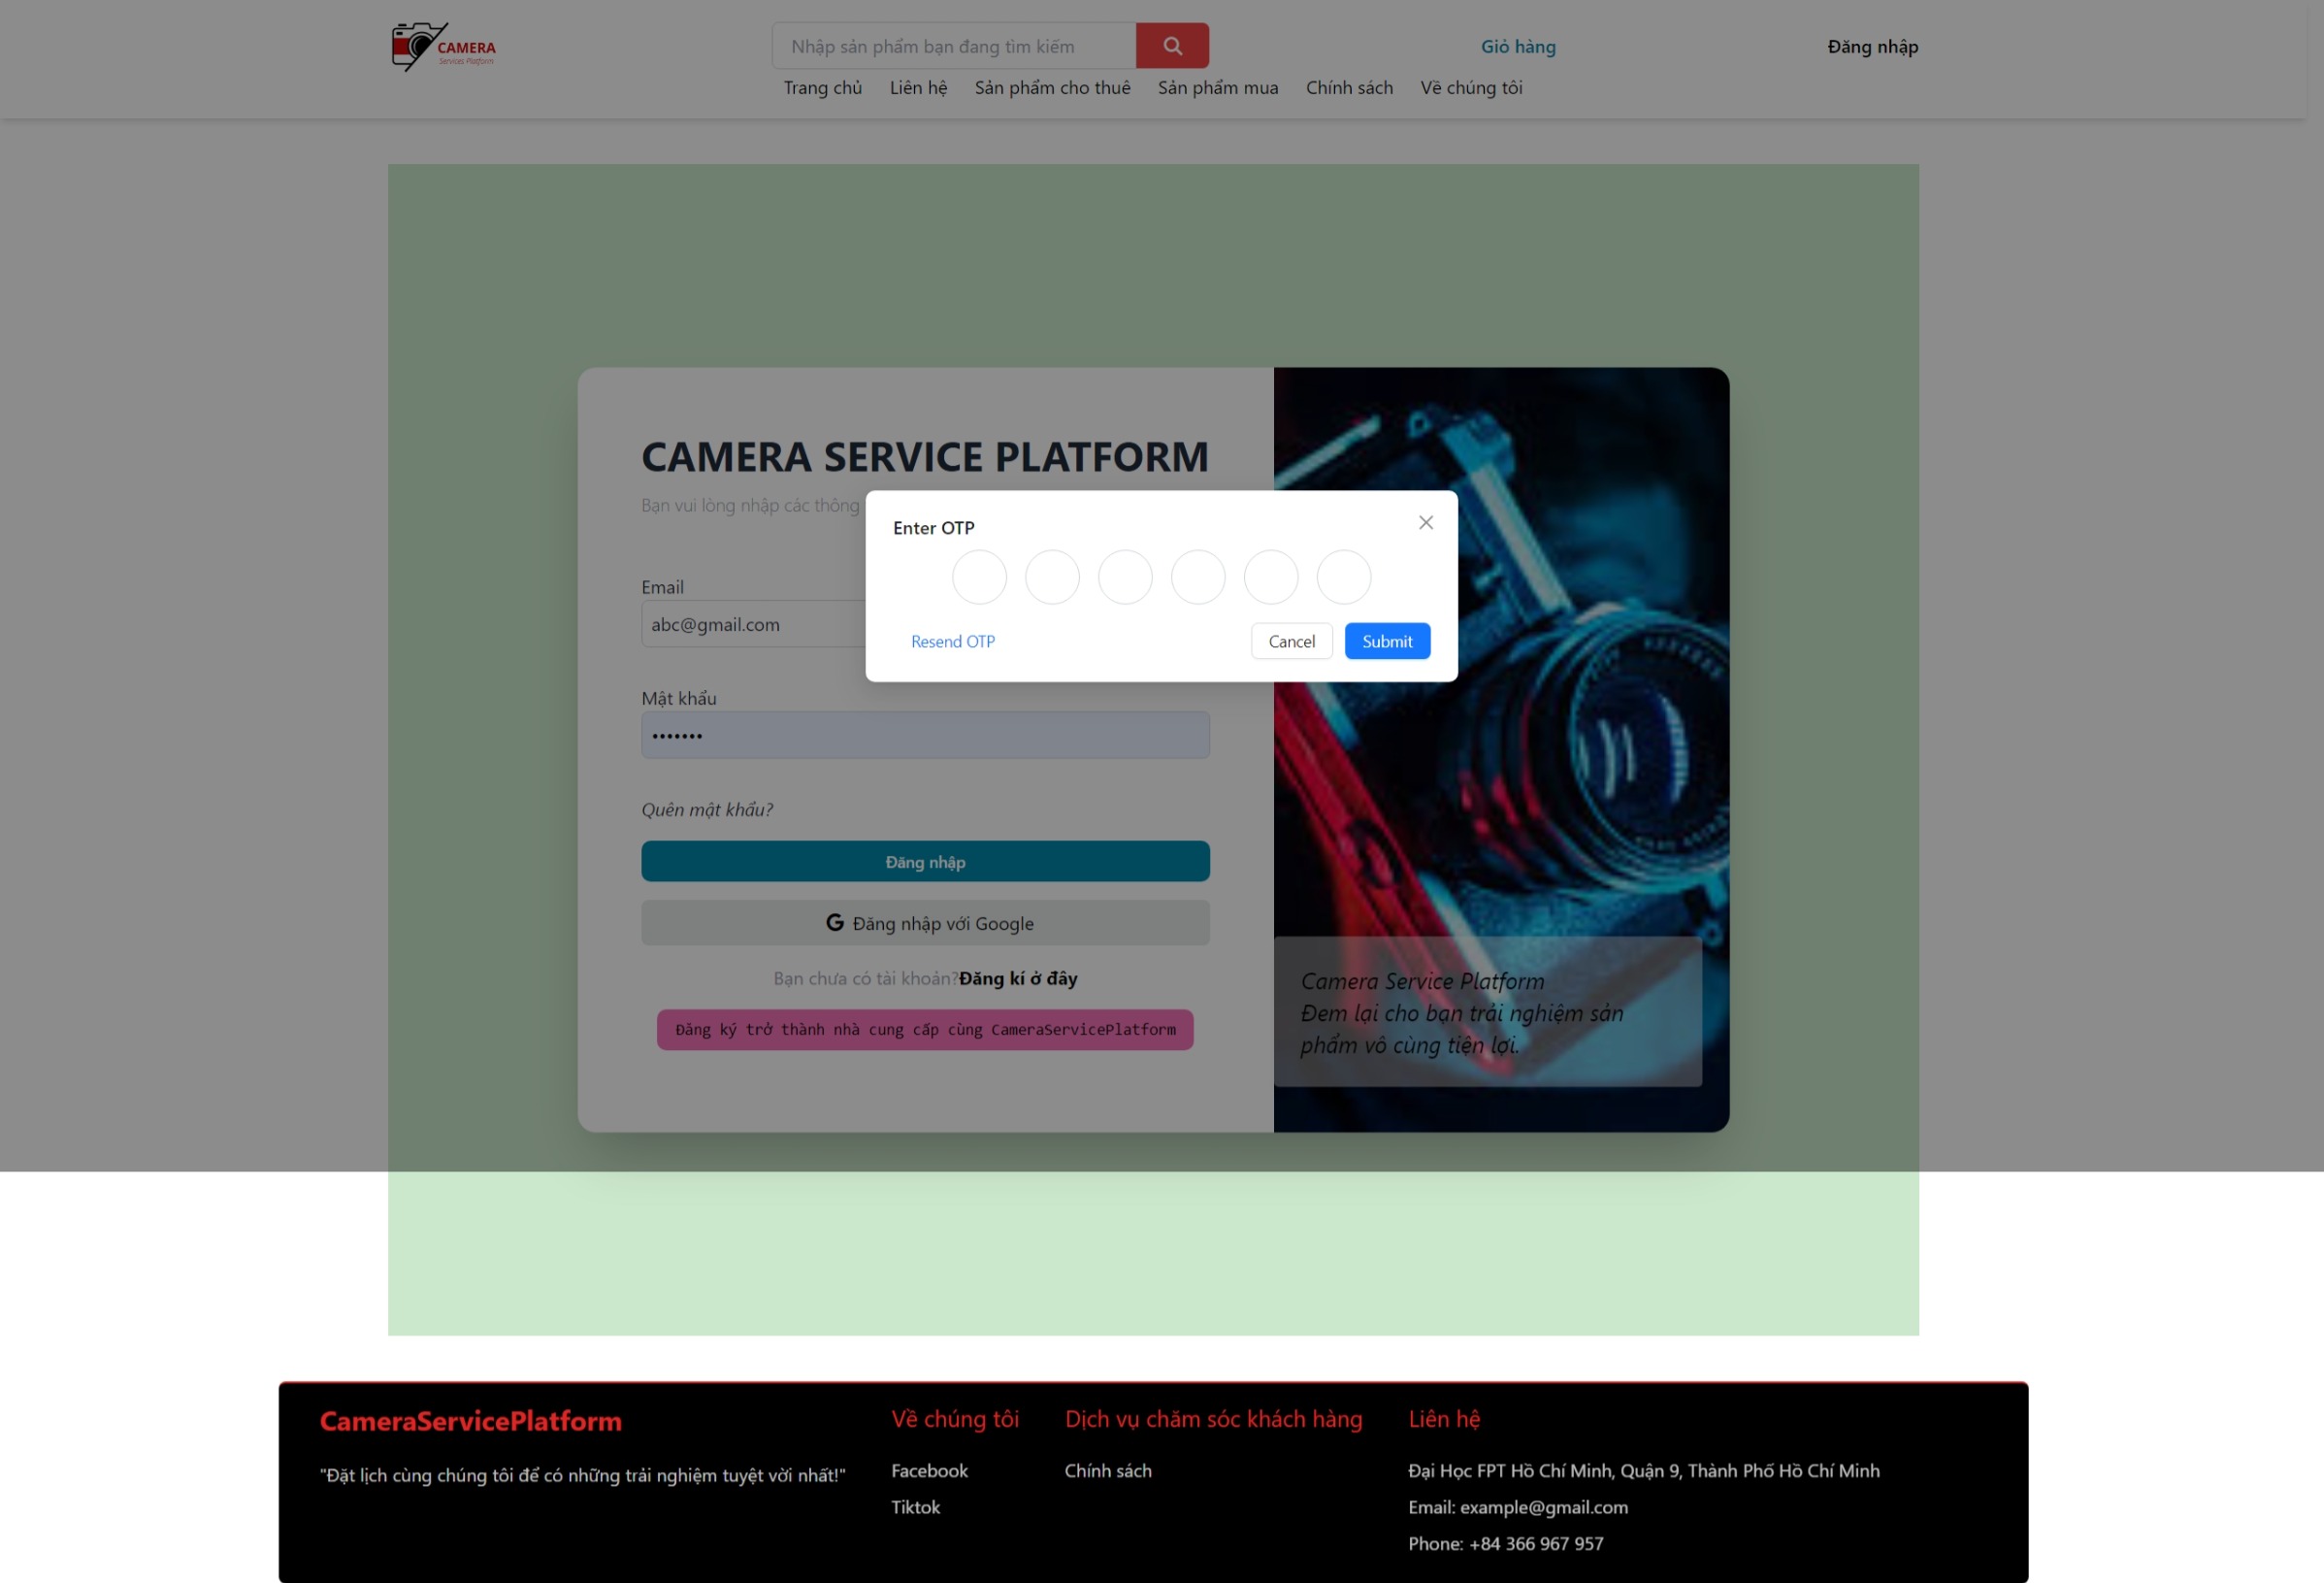 CAMERA
Services Platform
Nhập sản phẩm bạn đang tìm kiếm
Giỏ hàng
Đăng nhập
Trang chủ
Liên hệ
Sản phẩm cho thuê
Sản phẩm mua
Chính sách
Về chúng tôi
CAMERA SERVICE PLATFORM
Bạn vui lòng nhập các thông
Enter OTP
Resend OTP
Cancel
Submit
Email
abc@gmail.com
Mật khẩu
•••••••
Quên mật khẩu?
Đăng nhập
G Đăng nhập với Google
Bạn chưa có tài khoản?Đăng kí ở đây
Đăng ký trở thành nhà cung cấp cùng CameraServicePlatform
Camera Service Platform
Đem lại cho bạn trải nghiệm sản
phẩm vô cùng tiện lợi.
CameraServicePlatform
"Đặt lịch cùng chúng tôi để có những trải nghiệm tuyệt vời nhất!"
Về chúng tôi
Facebook
Tiktok
Dịch vụ chăm sóc khách hàng
Chính sách
Liên hệ
Đại Học FPT Hồ Chí Minh, Quận 9, Thành Phố Hồ Chí Minh
Email: example@gmail.com
Phone: +84 366 967 957